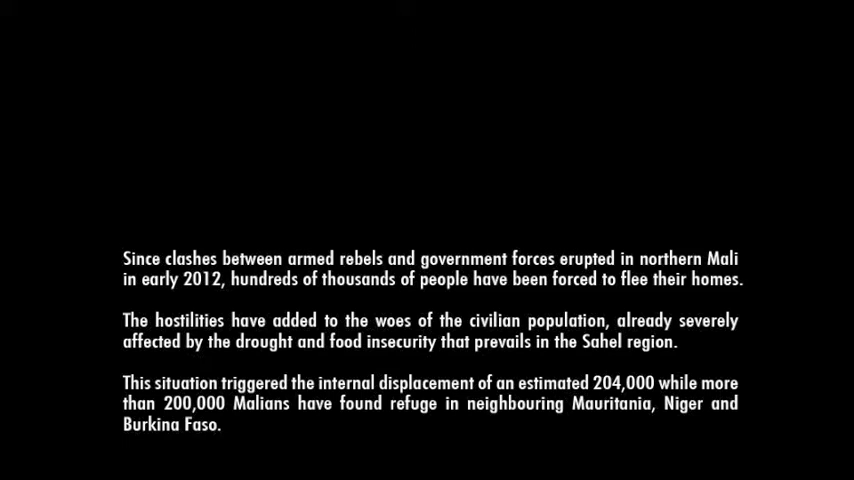 Since clashes between armed rebels and government forces erupted in northern Mali
in early 2012, hundreds of thousands of people have been forced to flee their homes.
The hostilities have added to the woes of the civilian population, already severely
affected by the drought and food insecurity that prevails in the Sahel region.
This situation triggered the internal displacement of an estimated 204,000 while more
than 200,000 Malians have found refuge in neighbouring Mauritania, Niger and
Burkina Faso.